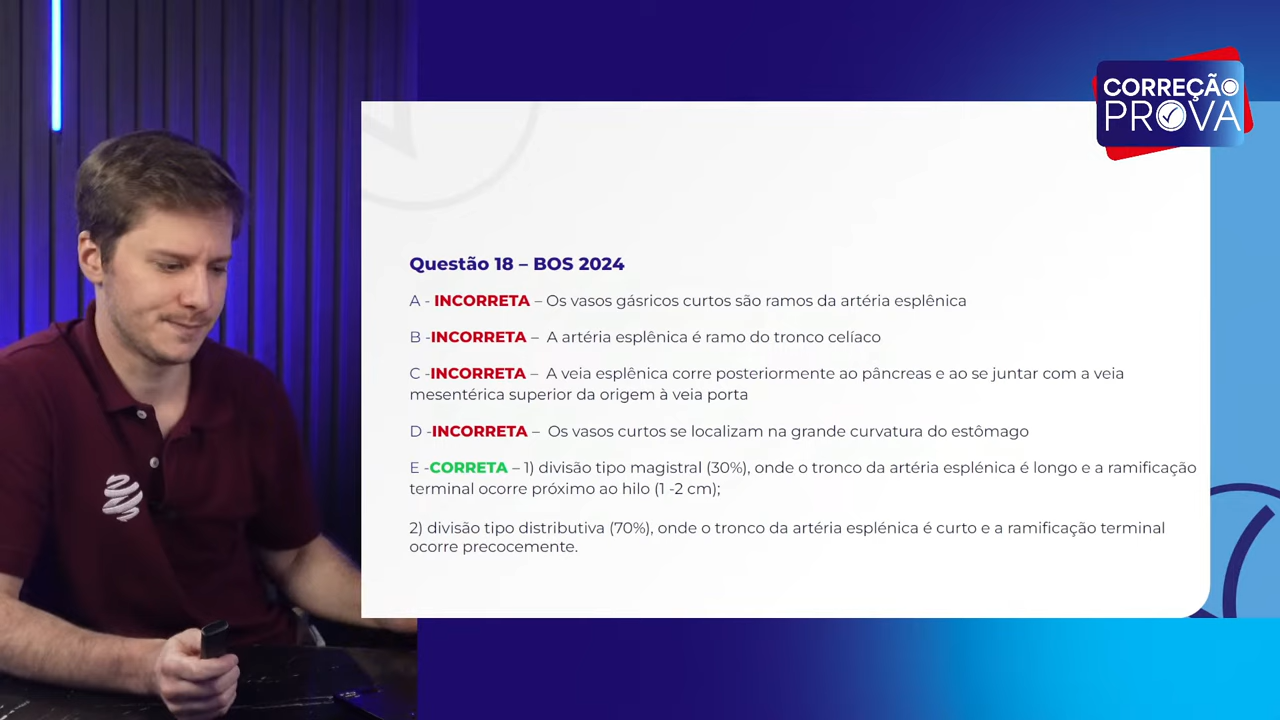 CORREÇÃO
PROVA
Questão 18 – BOS 2024
A - INCORRETA – Os vasos gásricos curtos são ramos da artéria esplênica
B -INCORRETA – A artéria esplênica é ramo do tronco celíaco
C -INCORRETA – A veia esplênica corre posteriormente ao pâncreas e ao se juntar com a veia
mesentérica superior da origem à veia porta
D -INCORRETA – Os vasos curtos se localizam na grande curvatura do estômago
E -CORRETA – 1) divisão tipo magistral (30%), onde o tronco da artéria esplénica é longo e a ramificação
terminal ocorre próximo ao hilo (1 -2 cm);
2) divisão tipo distributiva (70%), onde o tronco da artéria esplénica é curto e a ramificação terminal
ocorre precocemente.